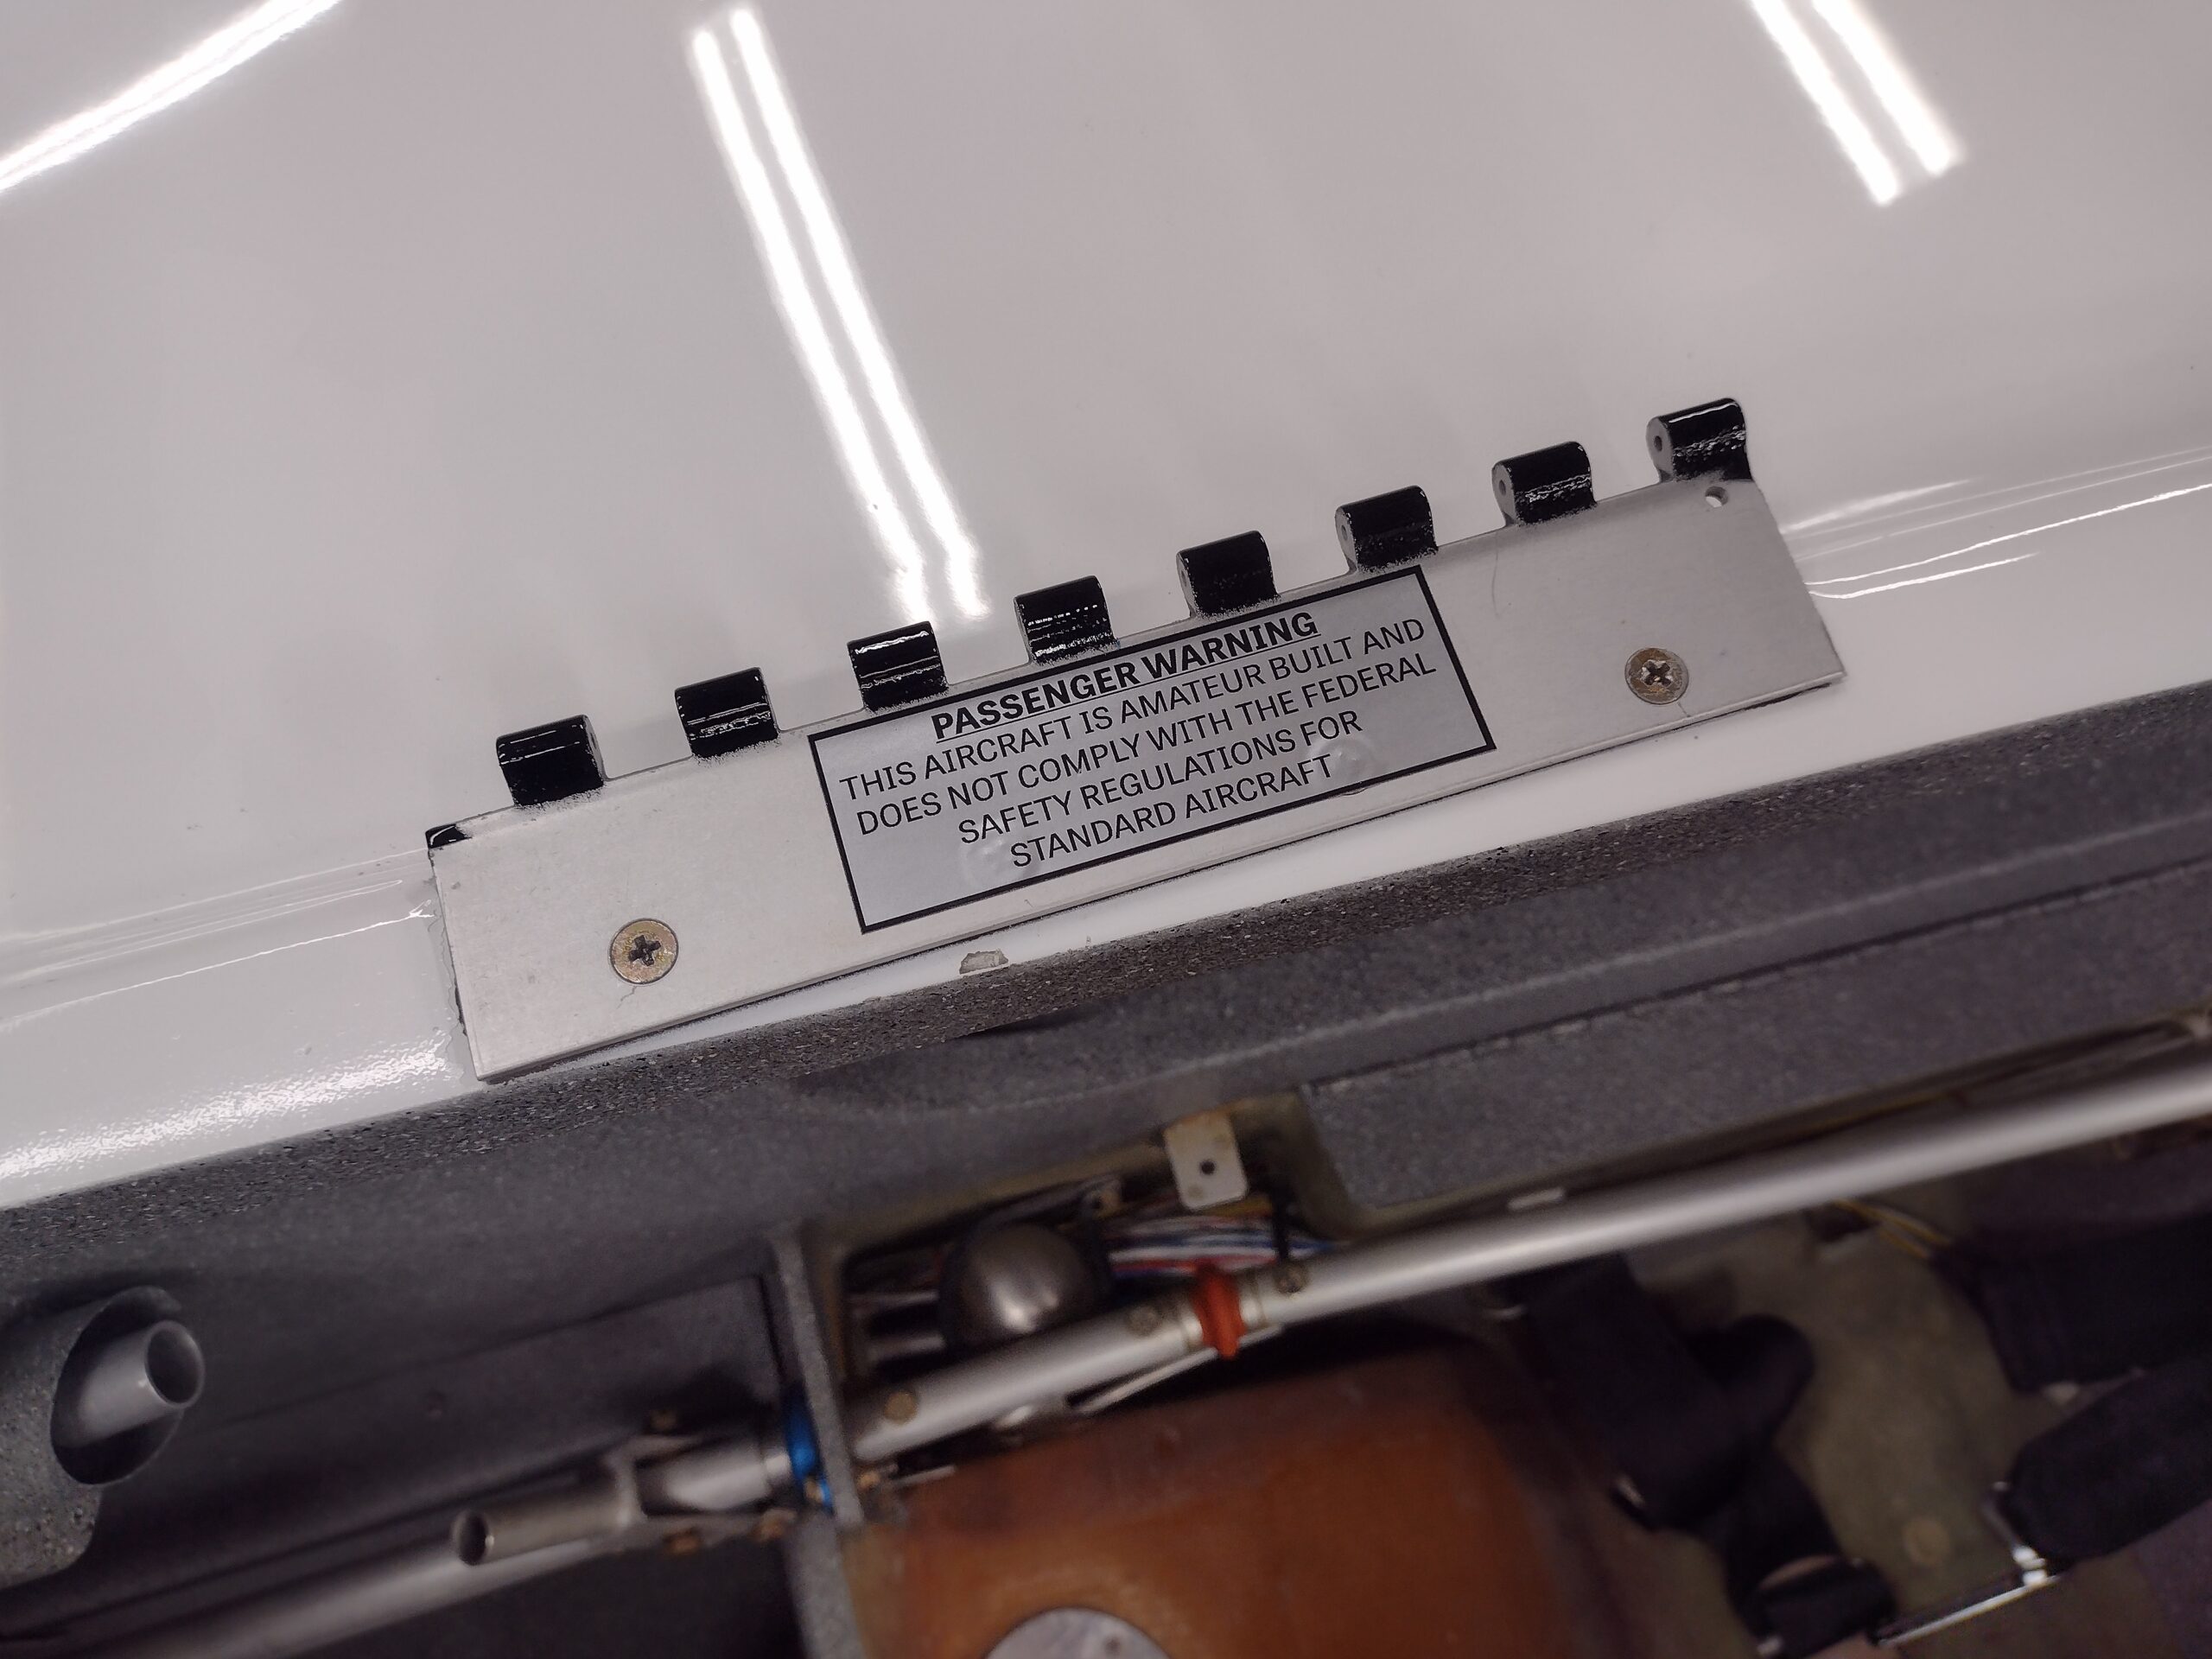 PASSENGER WARNING
THIS AIRCRAFT IS AMATEUR BUILT AND
DOES NOT COMPLY WITH THE FEDERAL
SAFETY REGULATIONS FOR
STANDARD AIRCRAFT